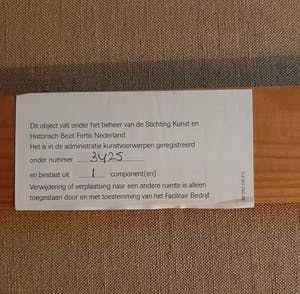 Dit object valt onder het beheer van de Stichting Kunst en
Historisch Bezit Fortis Nederland
Het is in de administratie kunstvoorwerpen geregistreerd
onder nummer 3425
en bestaat uit 1 component(en)
Verwijdering of verplaatsing naar een andere ruimte is alleen
toegestaan door en met toestemming van het Facilitair Bedrijf